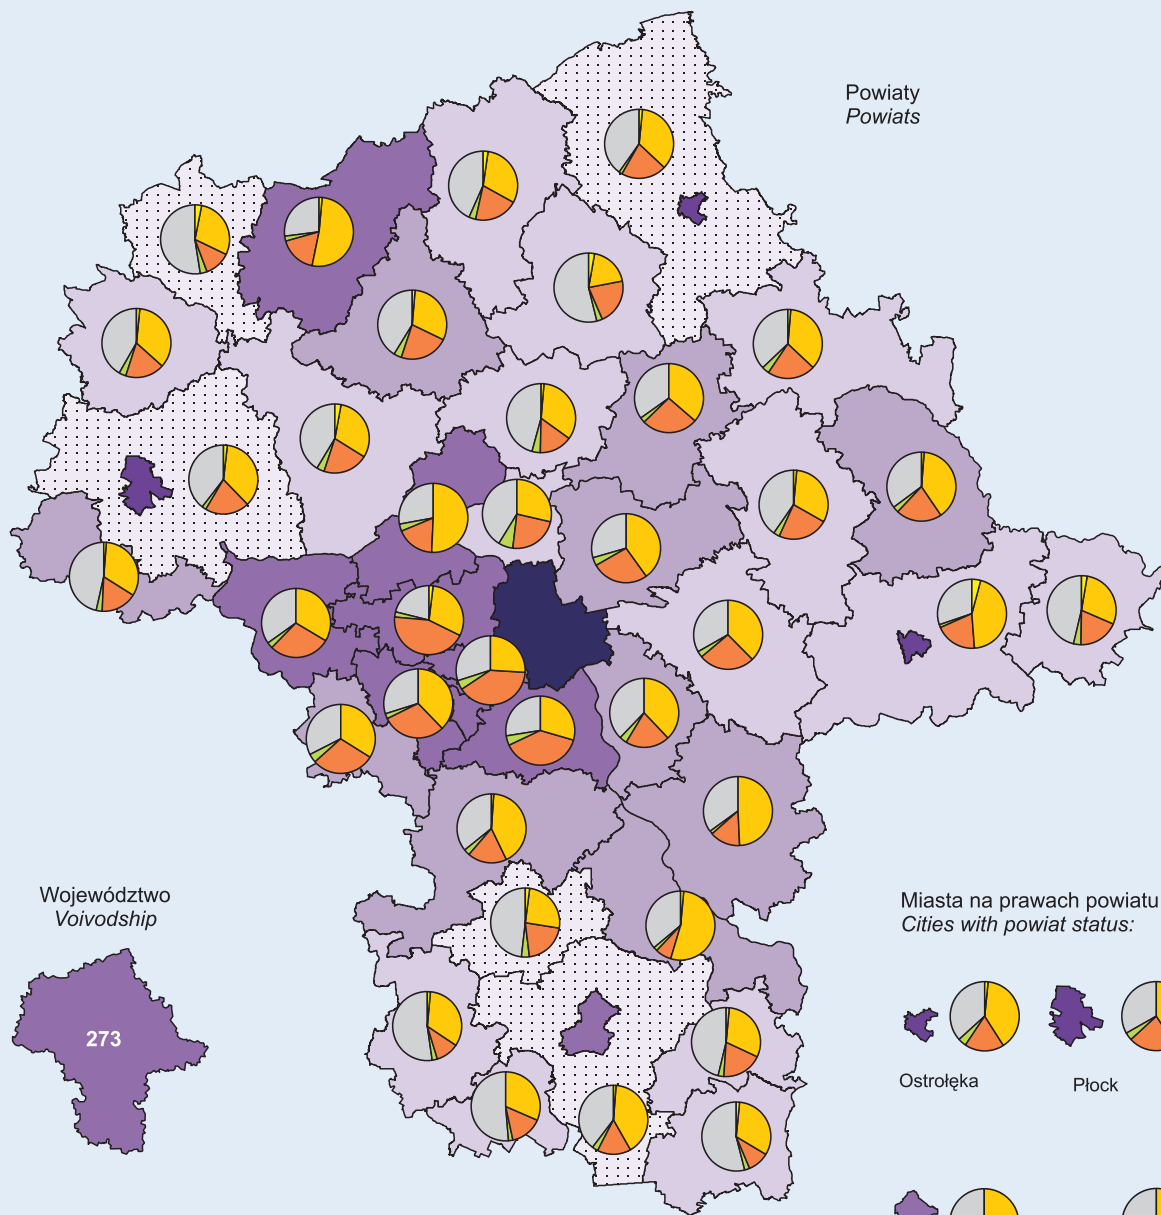 Powiaty
Powiats
Województwo
Voivodship
273
Miasta na prawach powiatu
Cities with powiat status:
Ostrołęka
Płock